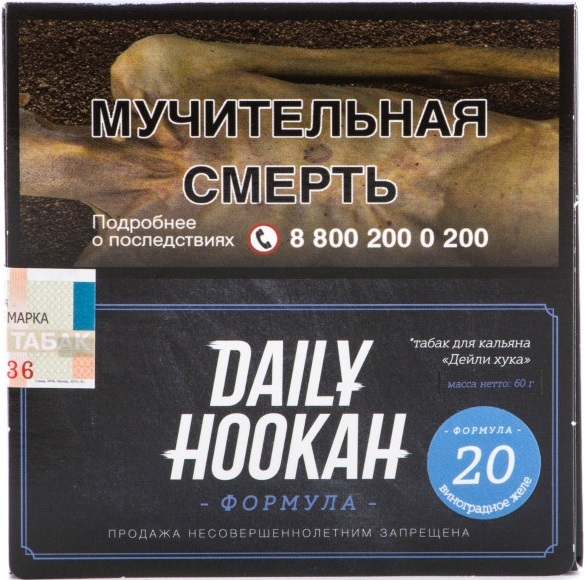 МУЧИТЕЛЬНАЯ
СМЕРТЬ
Подробнее
о последствиях
8 800 200 0 200
МАРКА
ТАБАК
36
*табак для кальяна
«Дейли хука»
масса нетто: 60 г
DAILY
HOOKAH
- ФОРМУЛА -
- ФОРМУЛА -
20
виноградное желе
ПРОДАЖА НЕСОВЕРШЕННОЛЕТНИМ ЗАПРЕЩЕНА